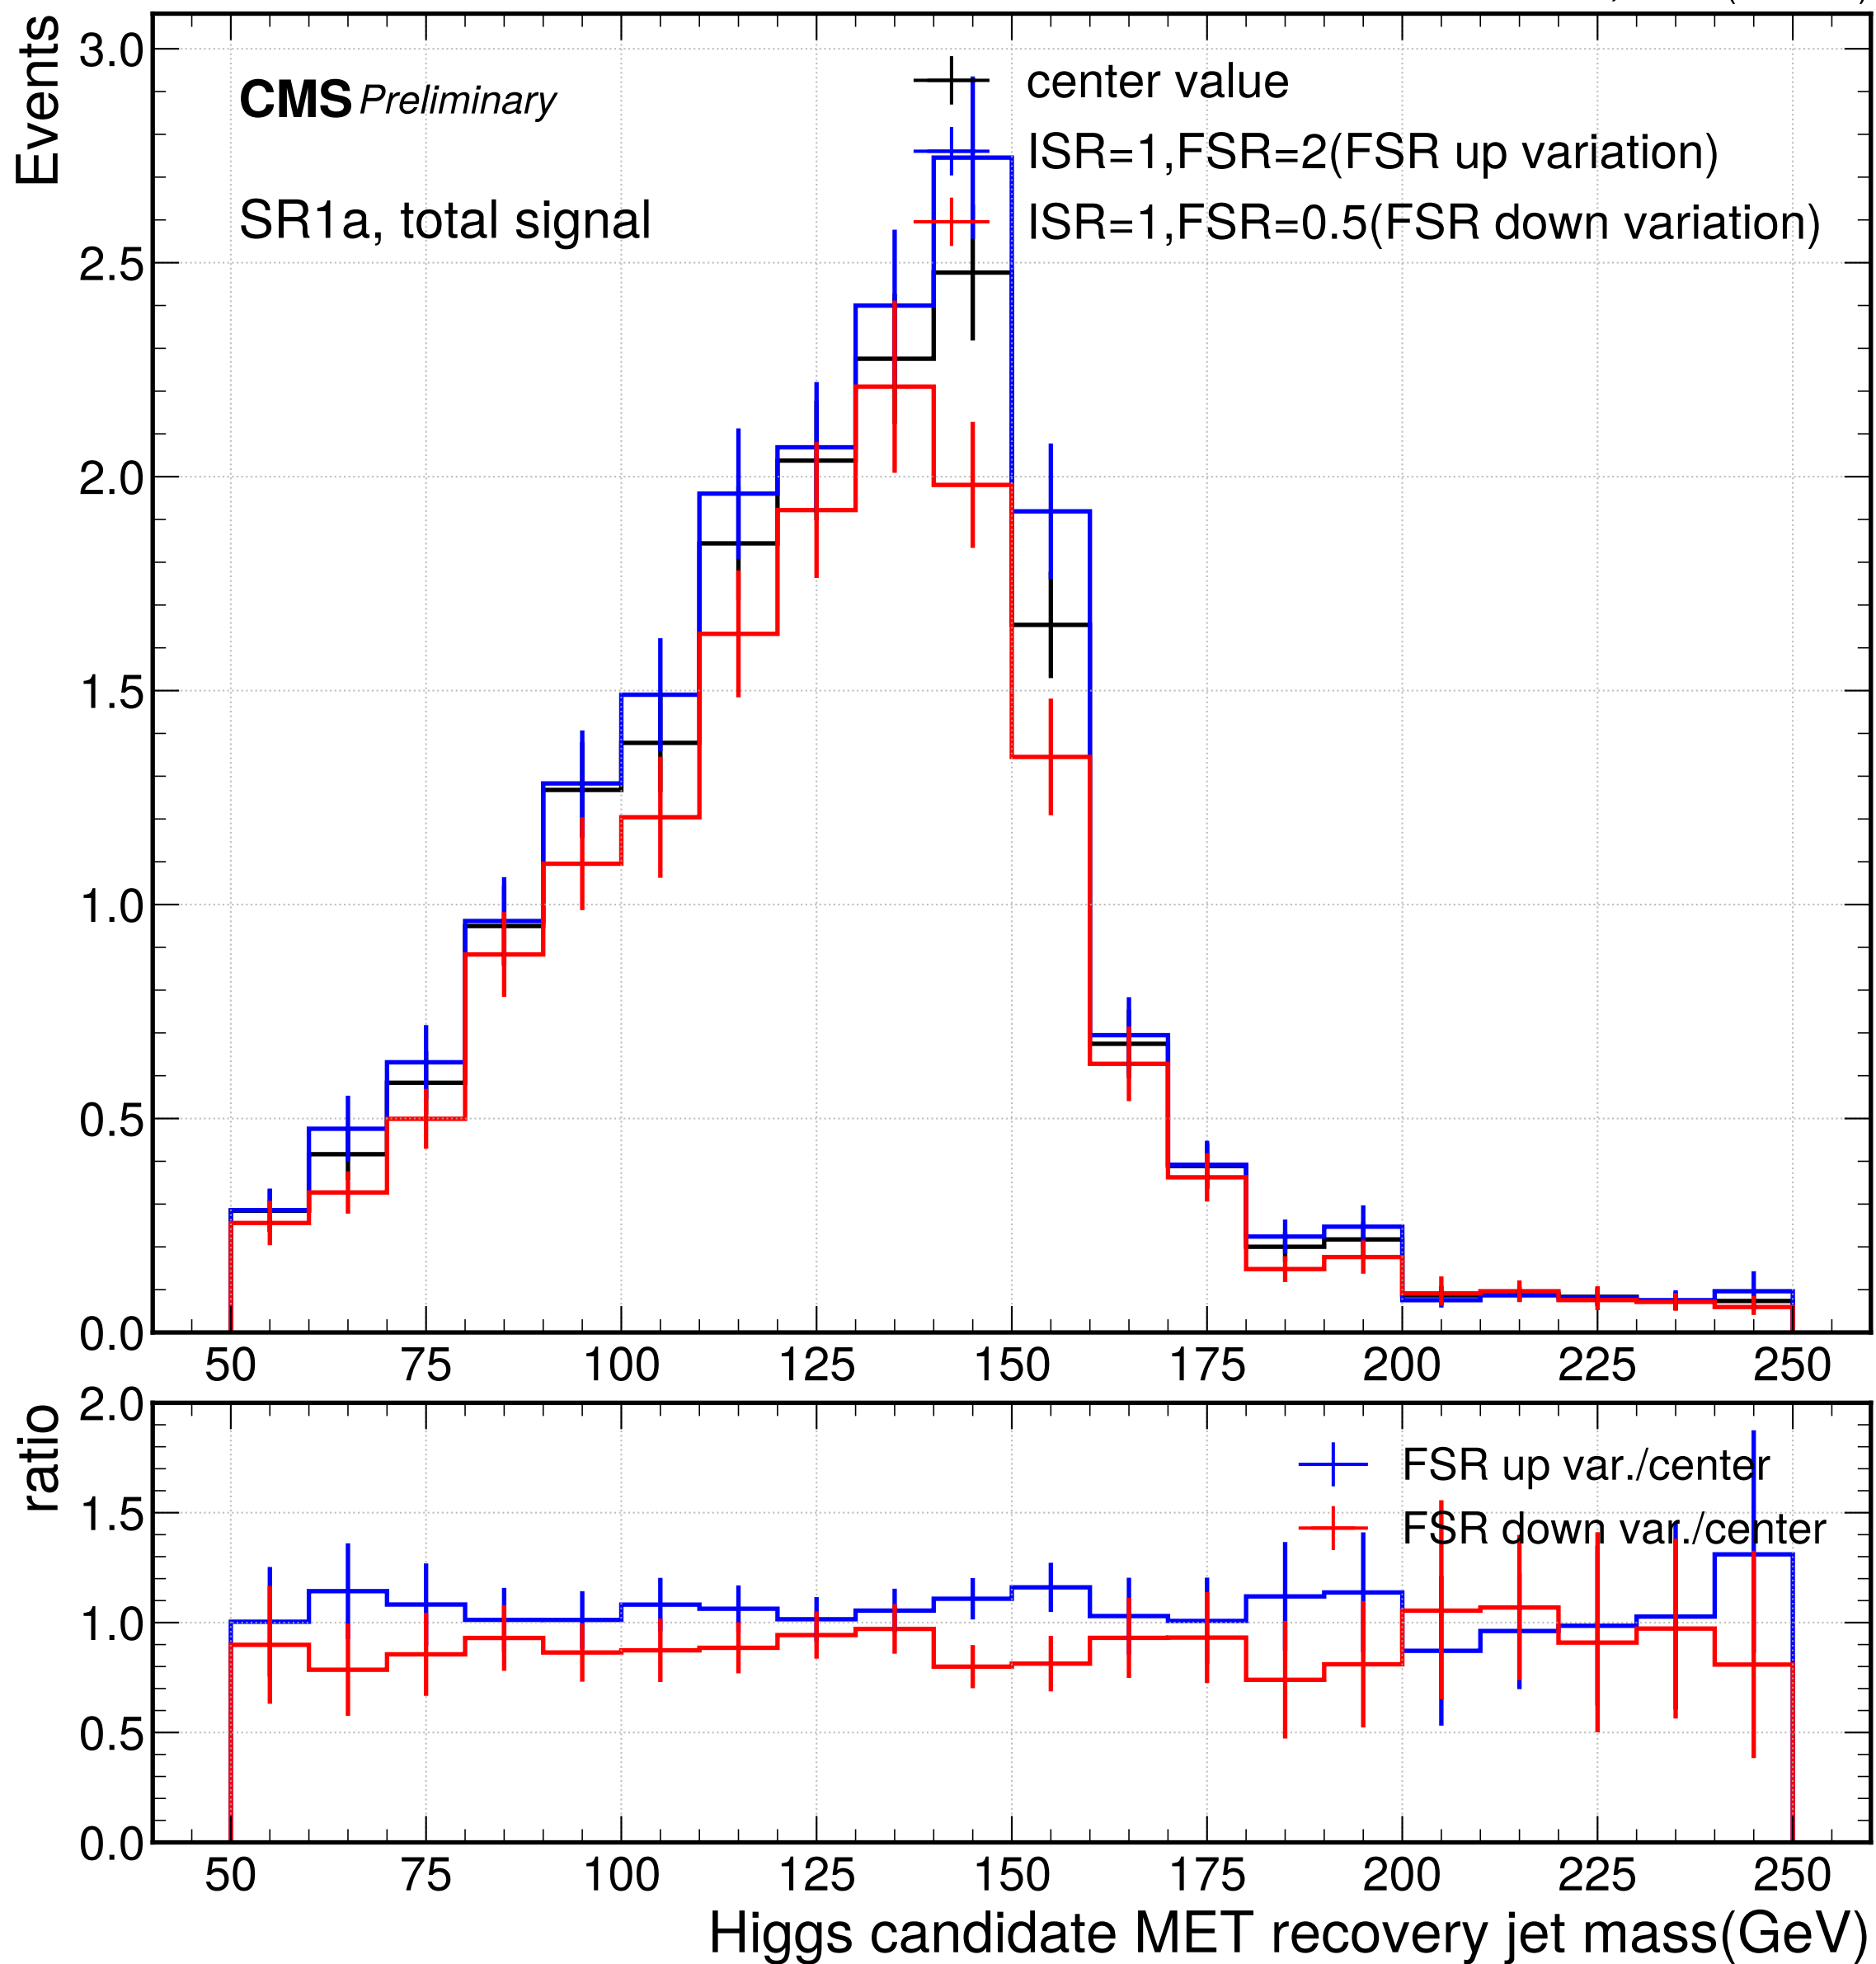 Events
3.0
2.5
2.0
1.5
1.0
0.5
0.0
CMS Preliminary
SR1a, total signal
center value
ISR=1,FSR=2(FSR up variation)
ISR=1,FSR=0.5(FSR down variation)
50 75 100 125 150 175 200 225 250
ratio
2.0
1.5
1.0
0.5
0.0
FSR up var./center
FSR down var./center
50 75 100 125 150 175 200 225 250
Higgs candidate MET recovery jet mass(GeV)